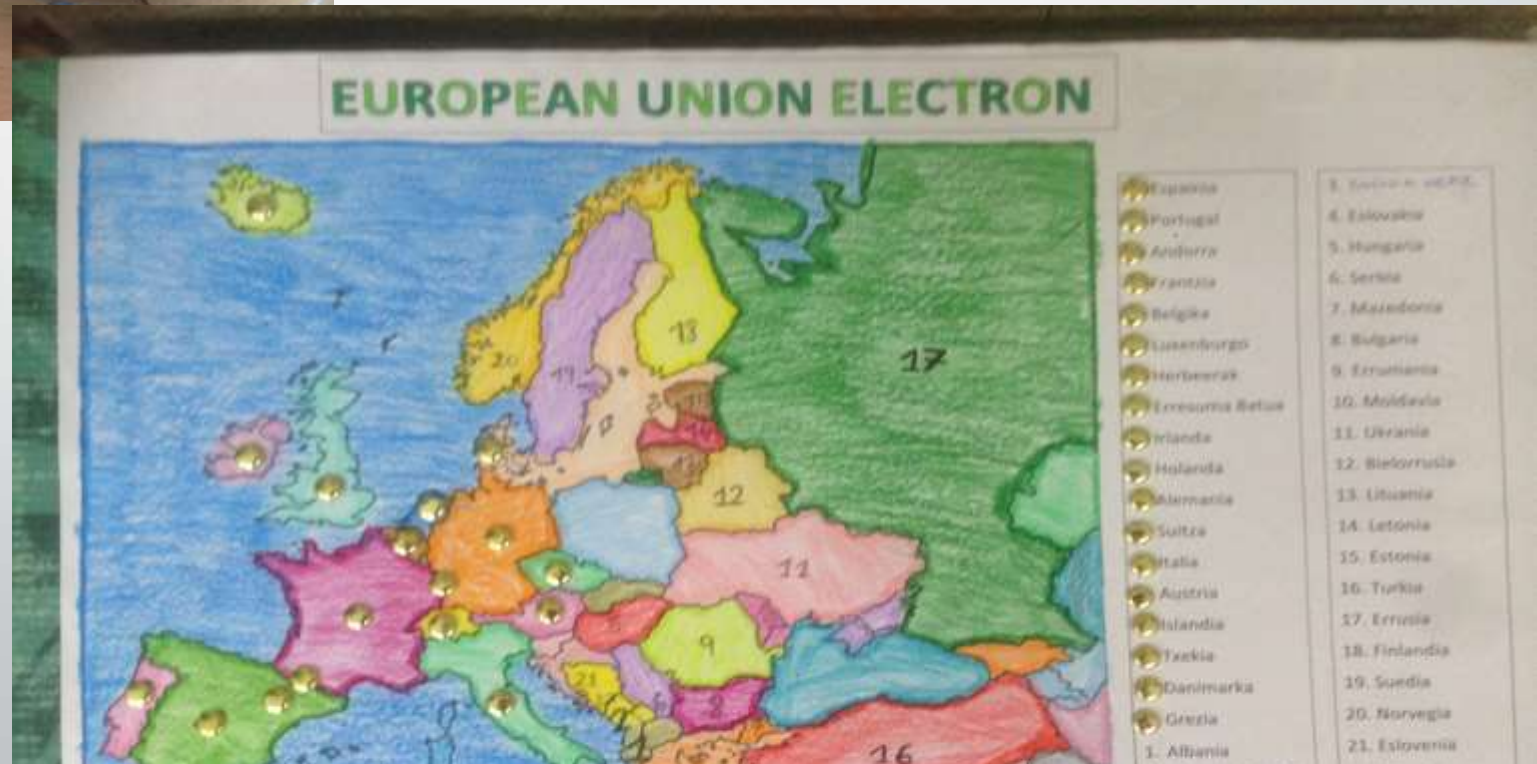 EUROPEAN UNION ELECTRON
Espainia
Portugal
Andorra
Frantzia
Belgika
Luxenburgo
Herbeerak
Erresuma Batua
Irlanda
Holanda
Alemania
Suitza
Italia
Austria
Islandia
Txekia
Danimarka
Grezia
1. Albania
3.
4. Eslovakia
5. Hungaria
6. Serbia
7. Mazedonia
8. Bulgaria
9. Errumania
10. Moldavia
11. Ukrania
12. Bielorrusia
13. Lituania
14. Letonia
15. Estonia
16. Turkia
17. Errusia
18. Finlandia
19. Suedia
20. Norvegia
21. Eslovenia
17
20
19
12
11
9
21
8
16